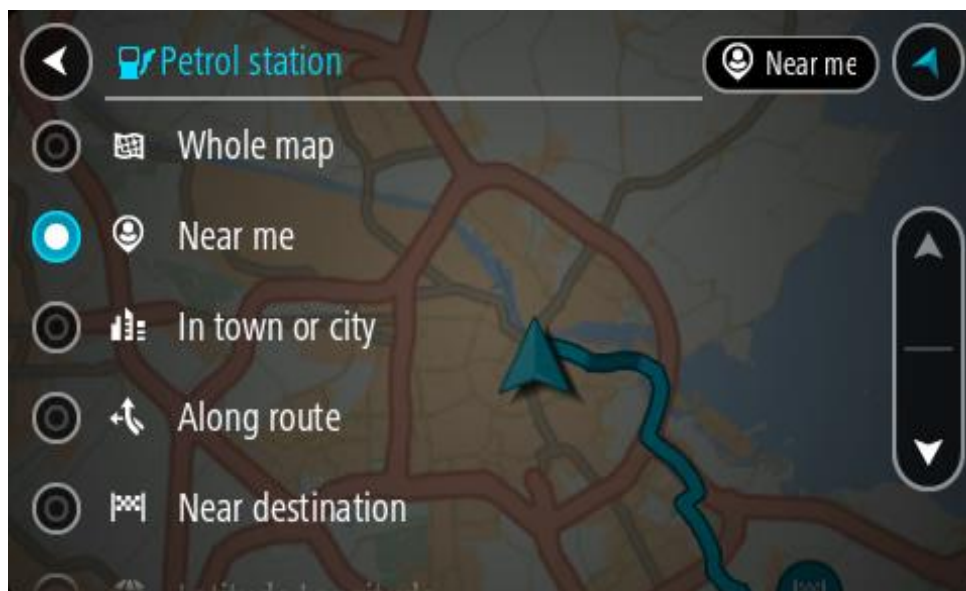 Petrol station
Near me
Whole map
Near me
In town or city
Along route
Near destination